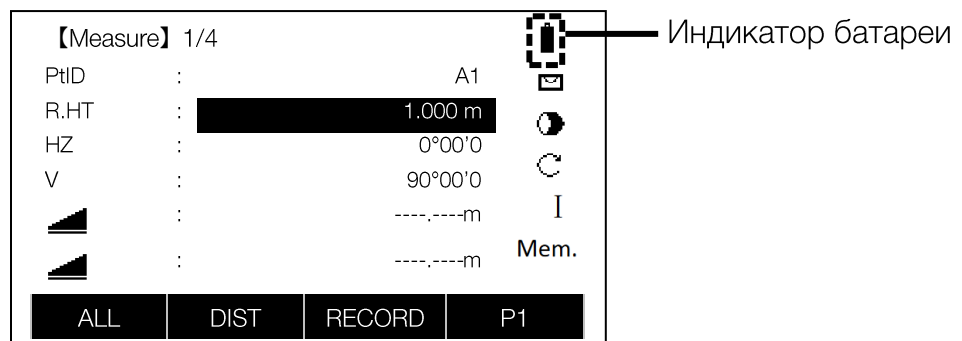 【Measure】 1/4
Индикатор батареи
PtID : A1
R.HT : 1.000 m
HZ : 0°00'0
V : 90°00'0
: ----.----m
I
: ----.----m
Mem.
ALL DIST RECORD P1